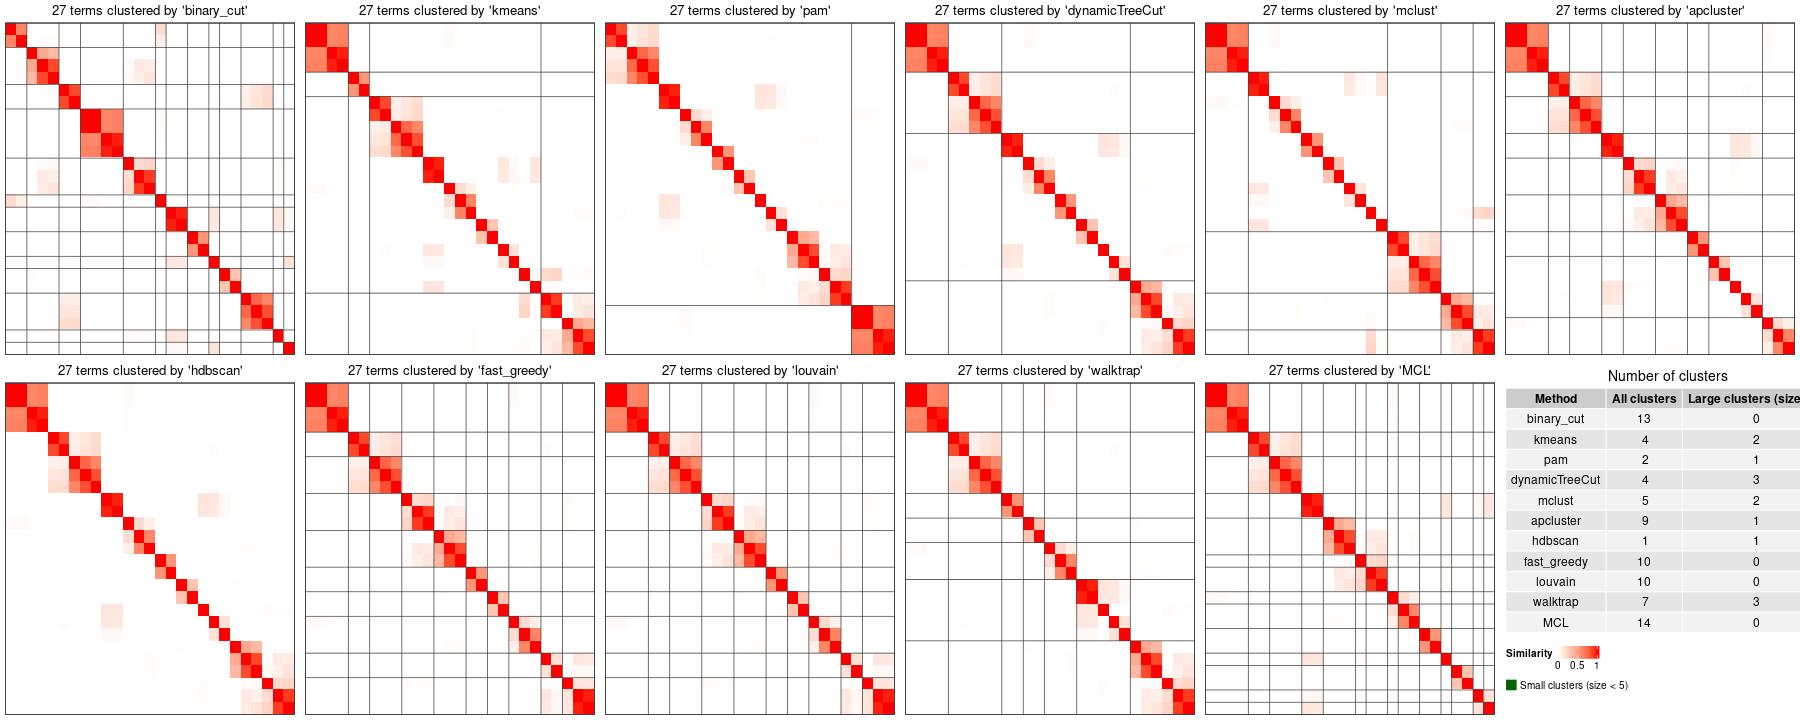 27 terms clustered by 'binary_cut'
27 terms clustered by 'kmeans'
27 terms clustered by 'pam'
27 terms clustered by 'dynamicTreeCut'
27 terms clustered by 'mclust'
27 terms clustered by 'apcluster'
27 terms clustered by 'hdbscan'
27 terms clustered by 'fast_greedy'
27 terms clustered by 'louvain'
27 terms clustered by 'walktrap'
27 terms clustered by 'MCL'
Number of clusters
Method All clusters Large clusters (size
binary_cut 13 0
kmeans 4 2
pam 2 1
dynamicTreeCut 4 3
mclust 5 2
apcluster 9 1
hdbscan 1 1
fast_greedy 10 0
louvain 10 0
walktrap 7 3
MCL 14 0
Similarity
0 0.5 1
Small clusters (size < 5)